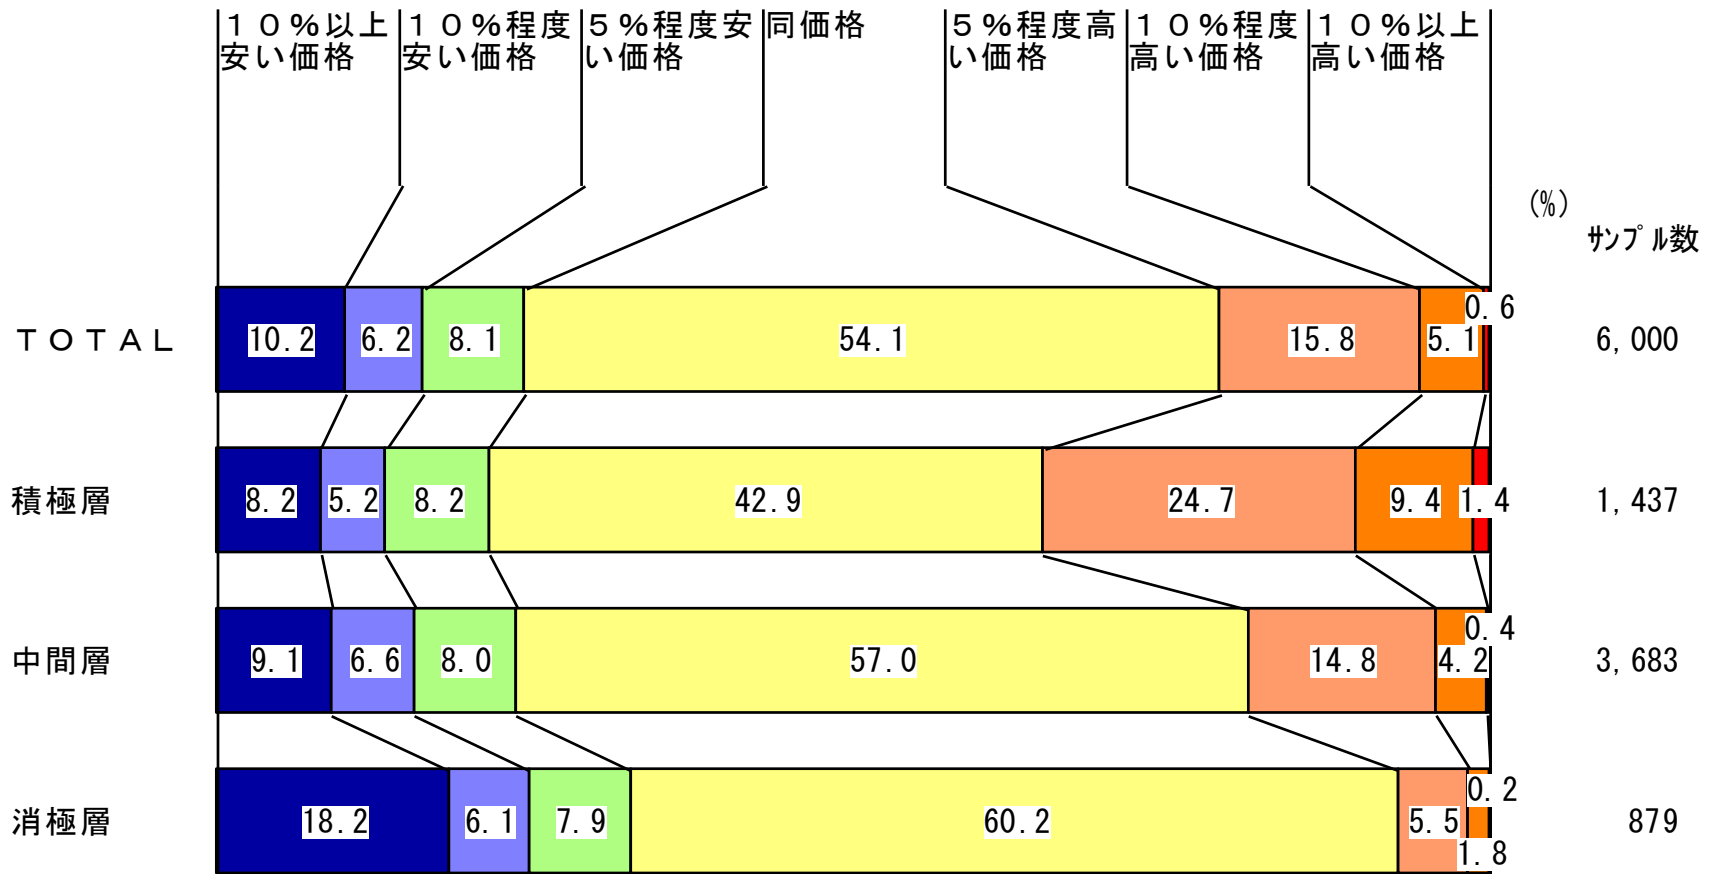 １０％以上安い価格
１０％程度安い価格
５％程度安い価格
同価格
５％程度高い価格
１０％程度高い価格
１０％以上高い価格
(%)
ｻﾝﾌﾟﾙ数
ＴＯＴＡＬ 10.2 6.2 8.1 54.1 15.8 5.1 0.6 6,000
積極層 8.2 5.2 8.2 42.9 24.7 9.4 1.4 1,437
中間層 9.1 6.6 8.0 57.0 14.8 4.2 0.4 3,683
消極層 18.2 6.1 7.9 60.2 5.5 1.8 0.2 879